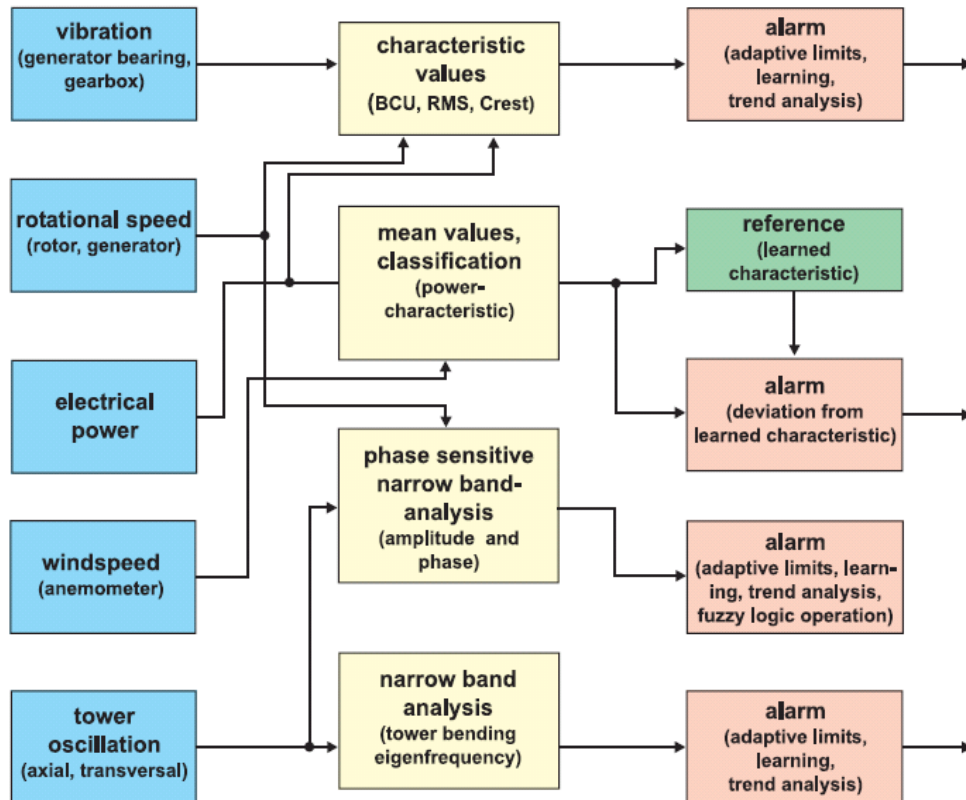 vibration
(generator bearing,
gearbox)
characteristic
values
(BCU, RMS, Crest)
alarm
(adaptive limits,
learning,
trend analysis)
rotational speed
(rotor, generator)
mean values,
classification
(power-
characteristic)
reference
(learned
characteristic)
electrical
power
alarm
(deviation from
learned characteristic)
phase sensitive
narrow band-
analysis
(amplitude and
phase)
windspeed
(anemometer)
alarm
(adaptive limits, learn-
ing, trend analysis,
fuzzy logic operation)
tower
oscillation
(axial, transversal)
narrow band
analysis
(tower bending
eigenfrequency)
alarm
(adaptive limits,
learning,
trend analysis)